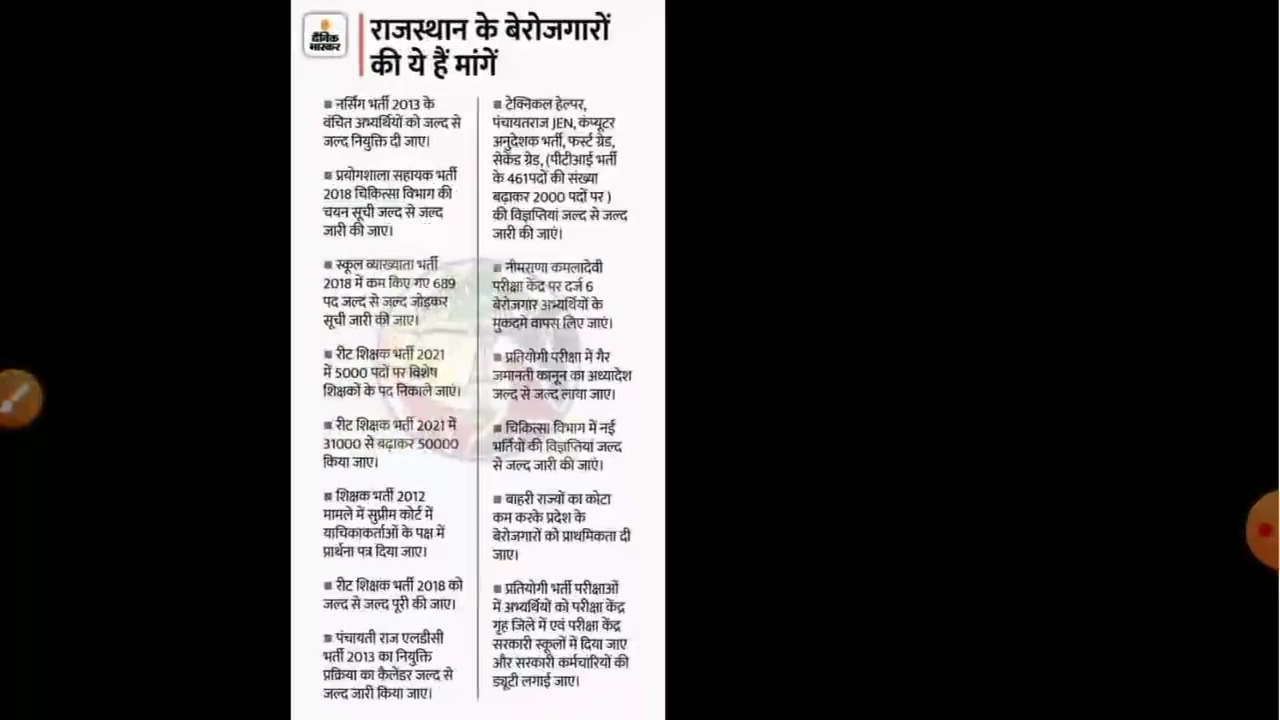 दैनिक
भास्कर
राजस्थान के बेरोजगारों
की ये हैं मांगें
■ नर्सिंग भर्ती 2013 के
वंचित अभ्यर्थियों को जल्द से
जल्द नियुक्ति दी जाए।
■ प्रयोगशाला सहायक भर्ती
2018 चिकित्सा विभाग की
चयन सूची जल्द से जल्द
जारी की जाए।
■ स्कूल व्याख्याता भर्ती
2018 में कम किए गए 689
पद जल्द से जल्द जोड़कर
सूची जारी की जाए।
■ रीट शिक्षक भर्ती 2021
में 5000 पदों पर विशेष
शिक्षकों के पद निकाले जाएं।
■ रीट शिक्षक भर्ती 2021 में
31000 से बढ़ाकर 50000
किया जाए।
■ शिक्षक भर्ती 2012
मामले में सुप्रीम कोर्ट में
याचिकाकर्ताओं के पक्ष में
प्रार्थना पत्र दिया जाए।
■ रीट शिक्षक भर्ती 2018 को
जल्द से जल्द पूरी की जाए।
■ पंचायती राज एलडीसी
भर्ती 2013 का नियुक्ति
प्रक्रिया का कैलेंडर जल्द से
जल्द जारी किया जाए।
■ टेक्निकल हेल्पर,
पंचायतराज JEN, कंप्यूटर
अनुदेशक भर्ती, फर्स्ट ग्रेड,
सेकेंड ग्रेड, (पीटीआई भर्ती
के 461पदों की संख्या
बढ़ाकर 2000 पदों पर )
की विज्ञप्तियां जल्द से जल्द
जारी की जाएं।
■ नीमराणा कमलादेवी
परीक्षा केंद्र पर दर्ज 6
बेरोजगार अभ्यर्थियों के
मुकदमे वापस लिए जाएं।
■ प्रतियोगी परीक्षा में गैर
जमानती कानून का अध्यादेश
जल्द से जल्द लाया जाए।
■ चिकित्सा विभाग में नई
भर्तियों की विज्ञप्तियां जल्द
से जल्द जारी की जाएं।
■ बाहरी राज्यों का कोटा
कम करके प्रदेश के
बेरोजगारों को प्राथमिकता दी
जाए।
■ प्रतियोगी भर्ती परीक्षाओं
में अभ्यर्थियों को परीक्षा केंद्र
गृह जिले में एवं परीक्षा केंद्र
सरकारी स्कूलों में दिया जाए
और सरकारी कर्मचारियों की
ड्यूटी लगाई जाए।